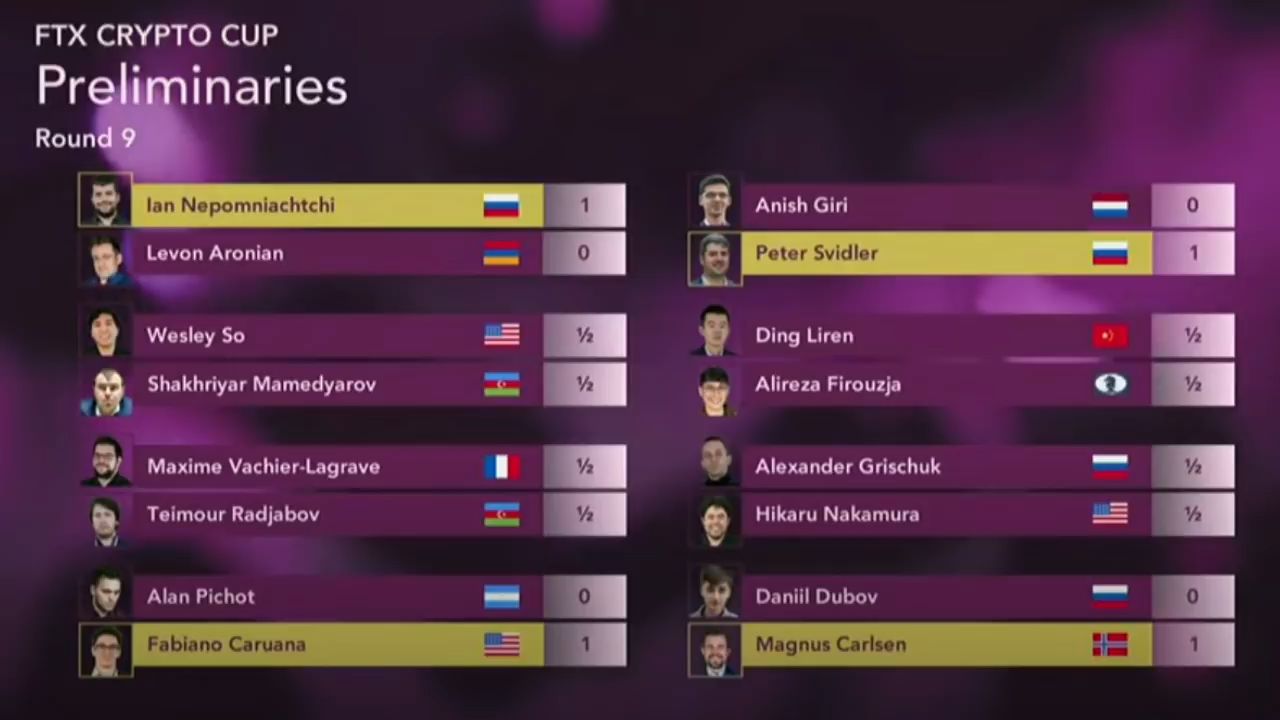 FTX CRYPTO CUP
Preliminaries
Round 9
Ian Nepomniachtchi 1
Levon Aronian 0
Wesley So ½
Shakhriyar Mamedyarov ½
Maxime Vachier-Lagrave ½
Teimour Radjabov ½
Alan Pichot 0
Fabiano Caruana 1
Anish Giri 0
Peter Svidler 1
Ding Liren ½
Alireza Firouzja ½
Alexander Grischuk ½
Hikaru Nakamura ½
Daniil Dubov 0
Magnus Carlsen 1